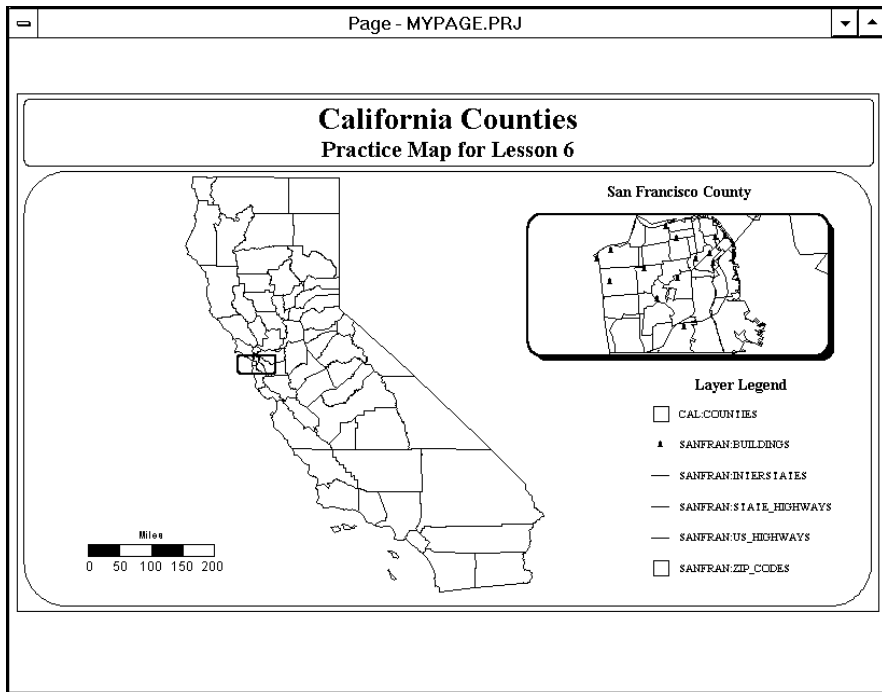 Page - MYPAGE.PRJ
California Counties
Practice Map for Lesson 6
San Francisco County
Layer Legend
CAL:COUNTIES
SANFRAN:BUILDINGS
SANFRAN:INTERSTATES
SANFRAN:STATE_HIGHWAYS
SANFRAN:US_HIGHWAYS
SANFRAN:ZIP_CODES
Miles
0 50 100 150 200